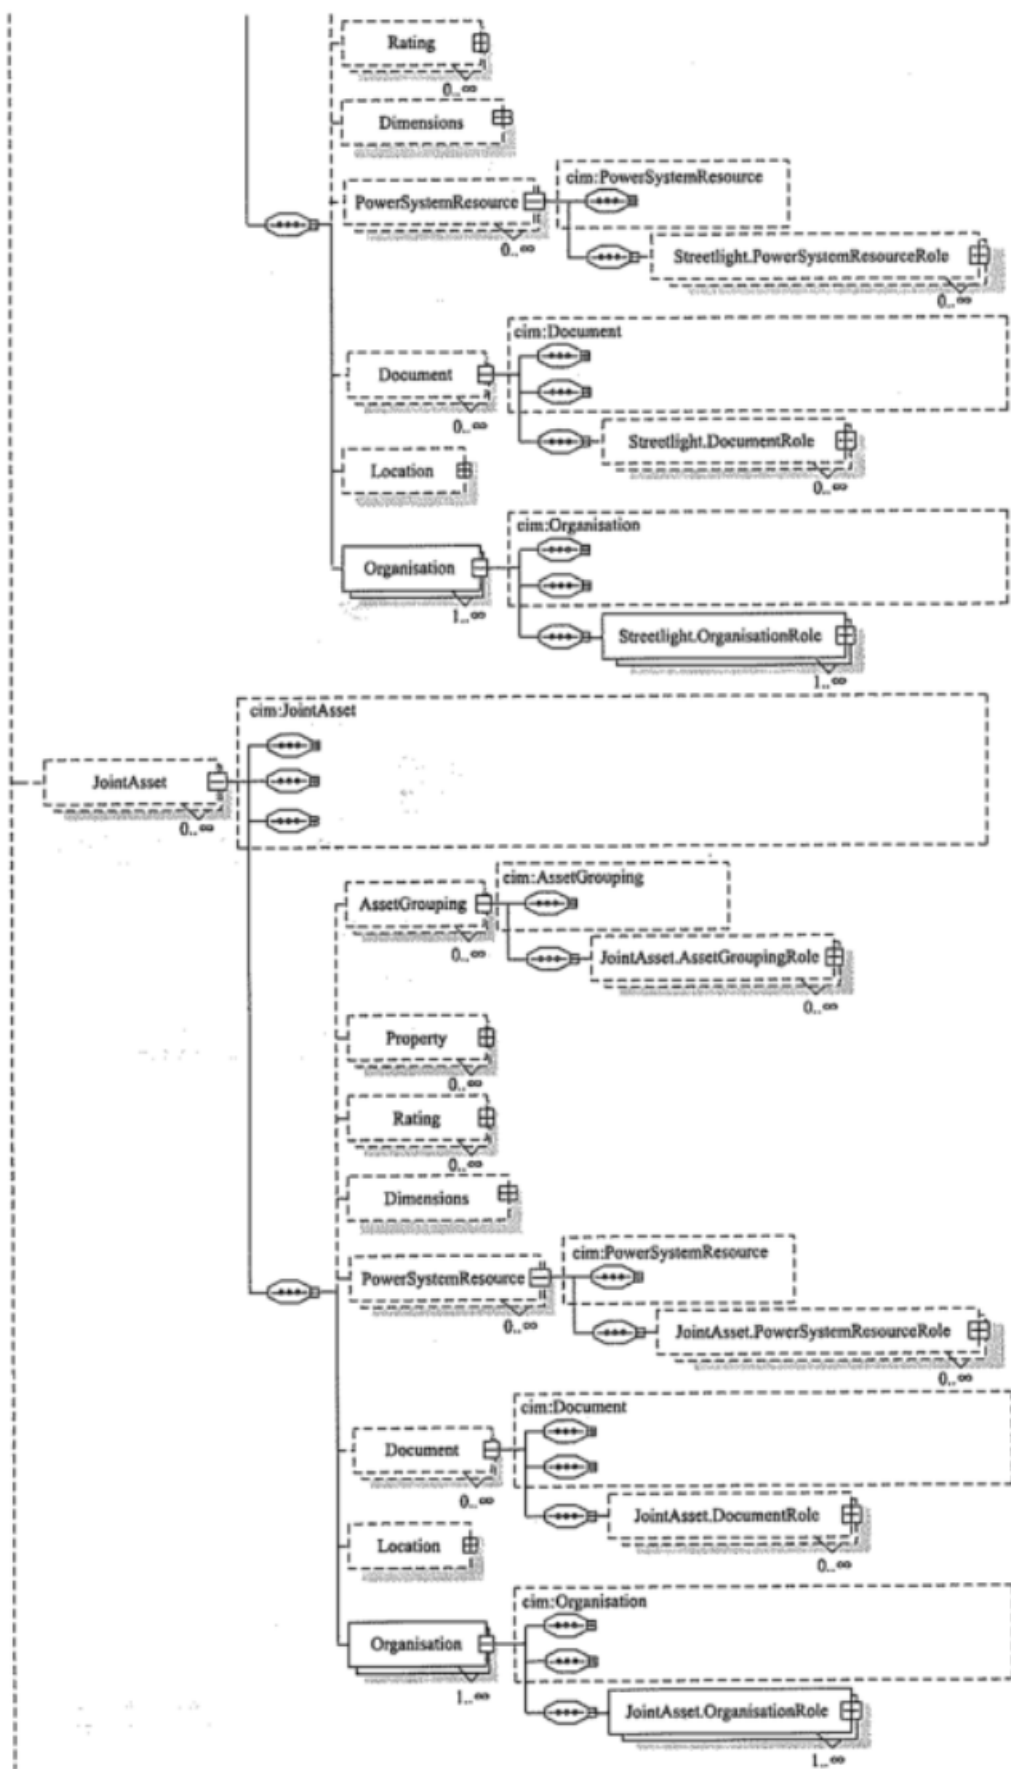 Rating
0..∞
Dimensions
cim:PowerSystemResource
PowerSystemResource
0..∞
Streetlight.PowerSystemResourceRole
0..∞
cim:Document
Document
0..∞
Streetlight.DocumentRole
0..∞
Location
cim:Organisation
Organisation
1..∞
Streetlight.OrganisationRole
1..∞
cim:JointAsset
JointAsset
0..∞
cim:AssetGrouping
AssetGrouping
0..∞
JointAsset.AssetGroupingRole
0..∞
Property
0..∞
Rating
0..∞
Dimensions
cim:PowerSystemResource
PowerSystemResource
0..∞
JointAsset.PowerSystemResourceRole
0..∞
cim:Document
Document
0..∞
JointAsset.DocumentRole
0..∞
Location
cim:Organisation
Organisation
1..∞
JointAsset.OrganisationRole
1..∞